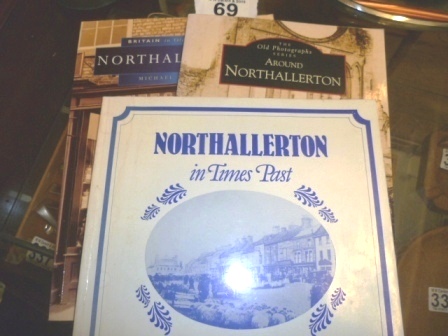 69
BRITAIN
NORTHAL
MICHAEL
THE
Old Photographs
SERIES
AROUND
NORTHALLERTON
NORTHALLERTON
in Times Past
33